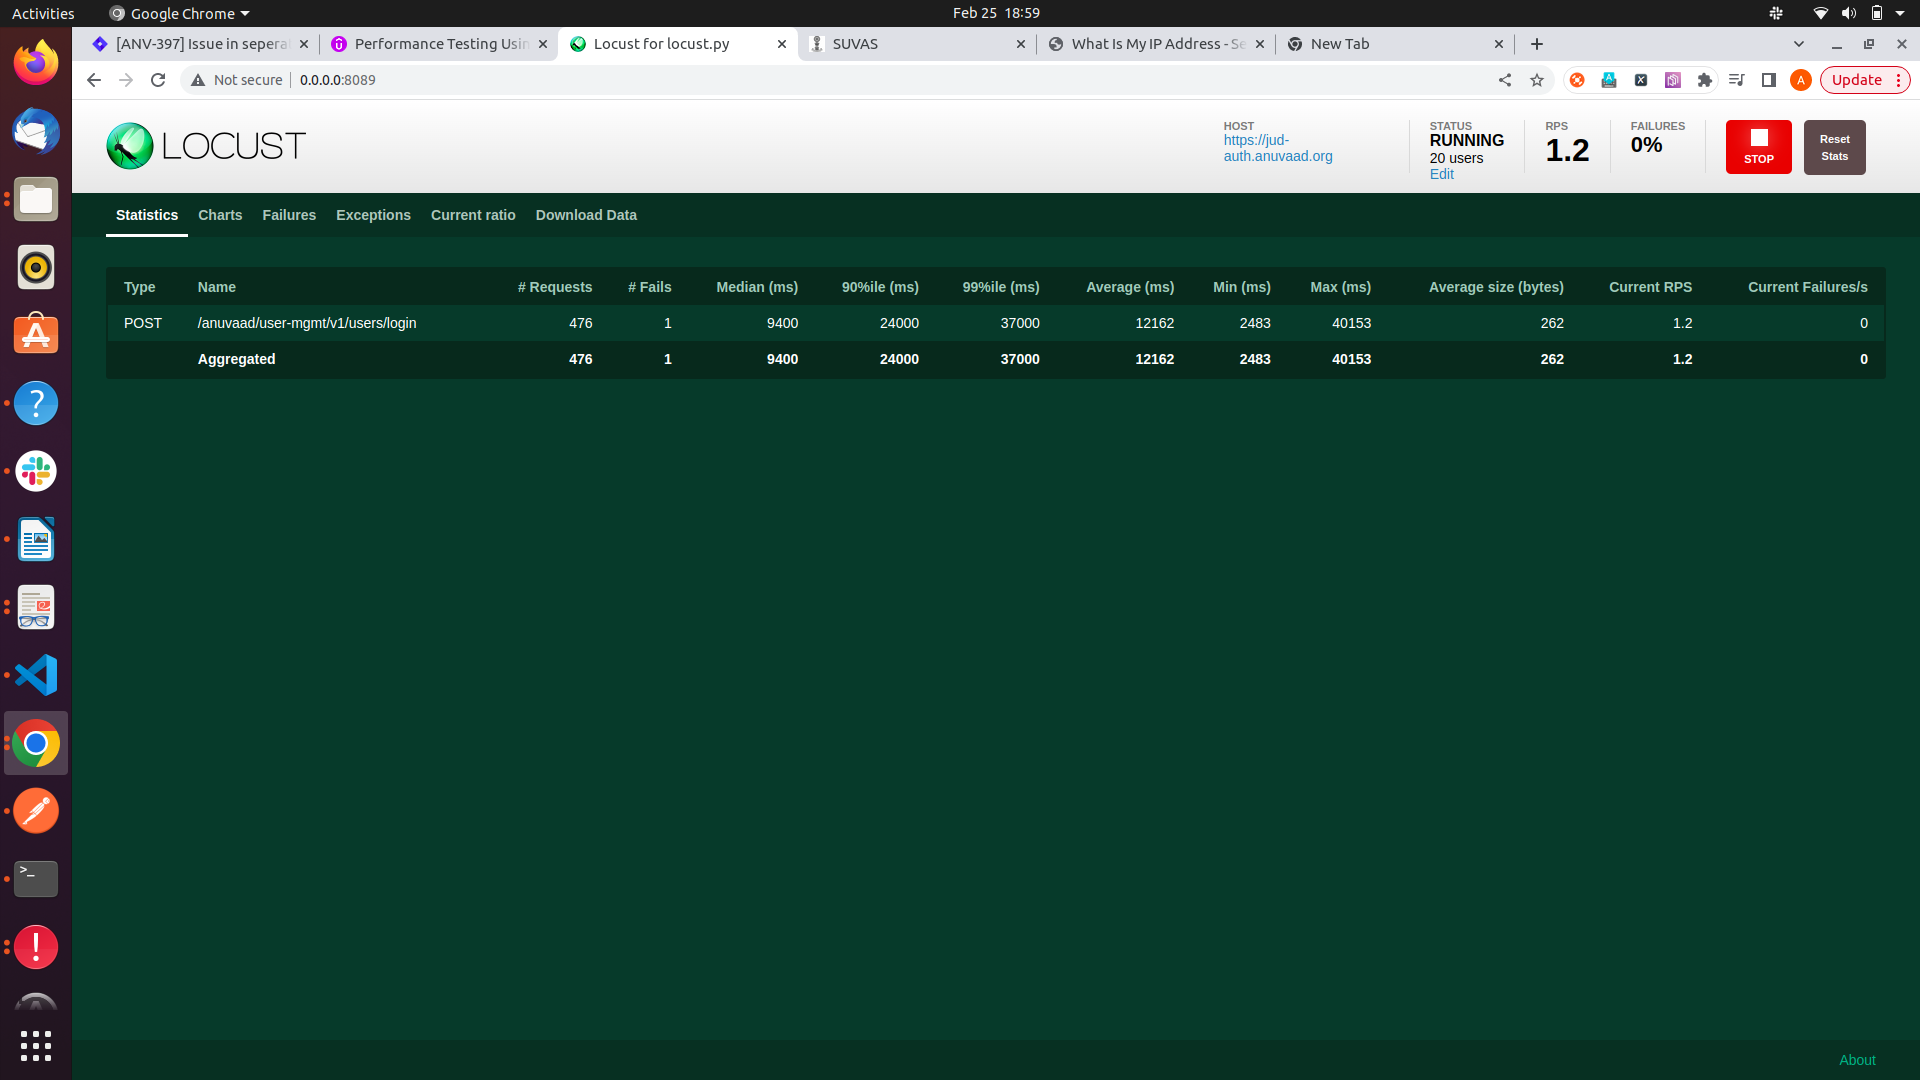 Activities Google Chrome Feb 25 18:59
[ANV-397] Issue in sepera Performance Testing Usin Locust for locust.py SUVAS What Is My IP Address - Se New Tab
Not secure 0.0.0.0:8089 A Update
LOCUST
HOST
https://jud-
auth.anuvaad.org
STATUS
RUNNING
20 users
Edit
RPS
1.2
FAILURES
0%
STOP
Reset
Stats
Statistics Charts Failures Exceptions Current ratio Download Data
Type Name # Requests # Fails Median (ms) 90%ile (ms) 99%ile (ms) Average (ms) Min (ms) Max (ms) Average size (bytes) Current RPS Current Failures/s
POST /anuvaad/user-mgmt/v1/users/login 476 1 9400 24000 37000 12162 2483 40153 262 1.2 0
Aggregated 476 1 9400 24000 37000 12162 2483 40153 262 1.2 0
About